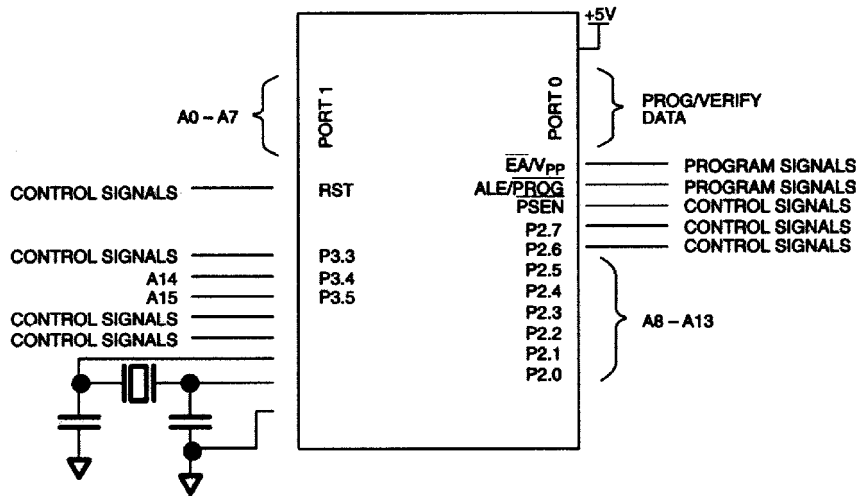 +5V
A0 – A7
PORT 1
PORT 0
PROG/VERIFY
DATA
EA/VPP
PROGRAM SIGNALS
CONTROL SIGNALS
RST
ALE/PROG
PROGRAM SIGNALS
PSEN
CONTROL SIGNALS
P2.7
CONTROL SIGNALS
CONTROL SIGNALS
P3.3
P2.6
CONTROL SIGNALS
A14
P3.4
P2.5
A15
P3.5
P2.4
CONTROL SIGNALS
P2.3
A8 – A13
CONTROL SIGNALS
P2.2
P2.1
P2.0